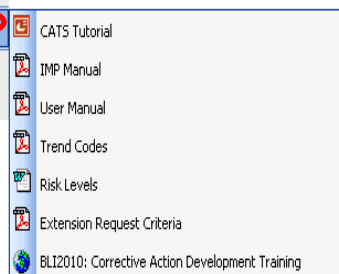 CATS Tutorial
IMP Manual
User Manual
Trend Codes
Risk Levels
Extension Request Criteria
BLI2010: Corrective Action Development Training